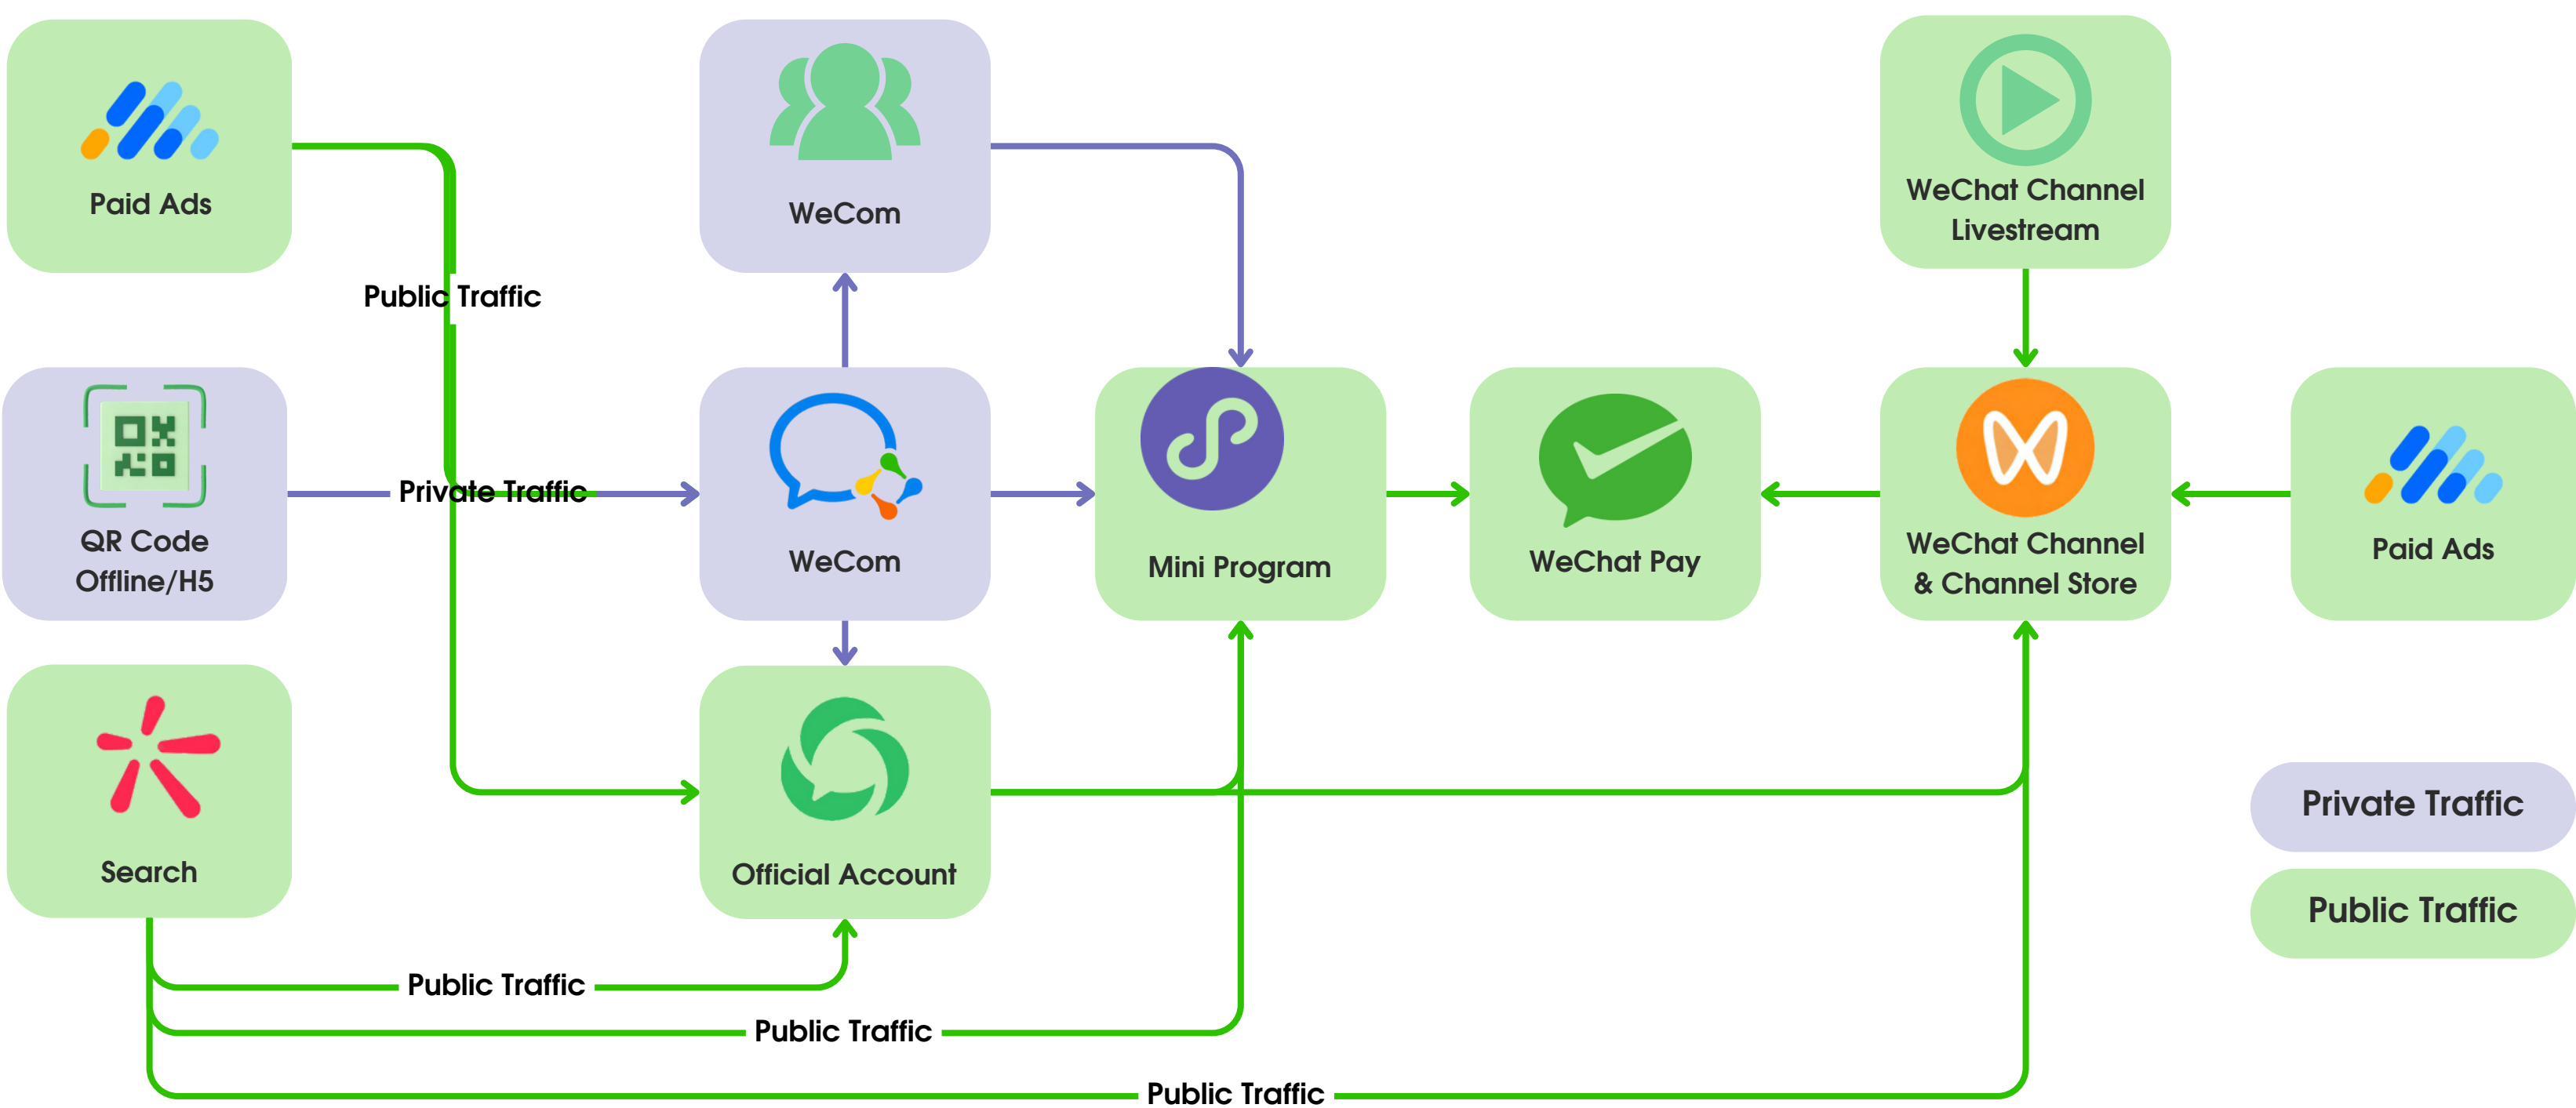 Paid Ads
WeCom
WeChat Channel
Livestream
Public Traffic
QR Code
Offline/H5
Private Traffic
WeCom
Mini Program
WeChat Pay
WeChat Channel
& Channel Store
Paid Ads
Search
Official Account
Private Traffic
Public Traffic
Public Traffic
Public Traffic
Public Traffic